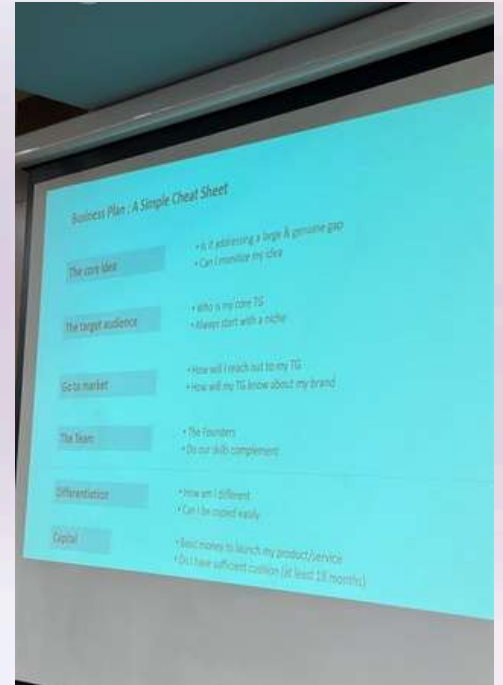 Business Plan : A Simple Cheat Sheet
The core idea
• Is it addressing a large & genuine gap
• Can I monitize my idea
The target audience
• Who is my core TG
• Always start with a niche
Go to market
• How will I reach out to my TG
• How will my TG know about my brand
The Team
• The Founders
• Do our skills complement
Differentiation
• How am I different
• Can I be copied easily
Capital
• Basic money to launch my product/service
• Do I have sufficient cushion (at least 18 months)